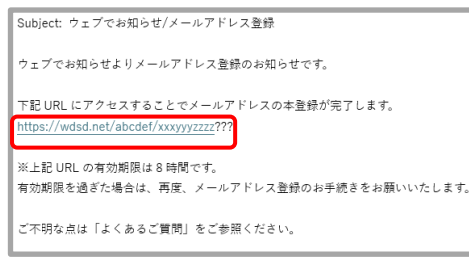 Subject: ウェブでお知らせ/メールアドレス登録
ウェブでお知らせよりメールアドレス登録のお知らせです。
下記 URL にアクセスすることでメールアドレスの本登録が完了します。
https://wdsd.net/abcdef/xxxyyyzzzz???
※上記 URL の有効期限は 8 時間です。
有効期限を過ぎた場合は、再度、メールアドレス登録のお手続きをお願いいたします。
ご不明な点は「よくあるご質問」をご参照ください。